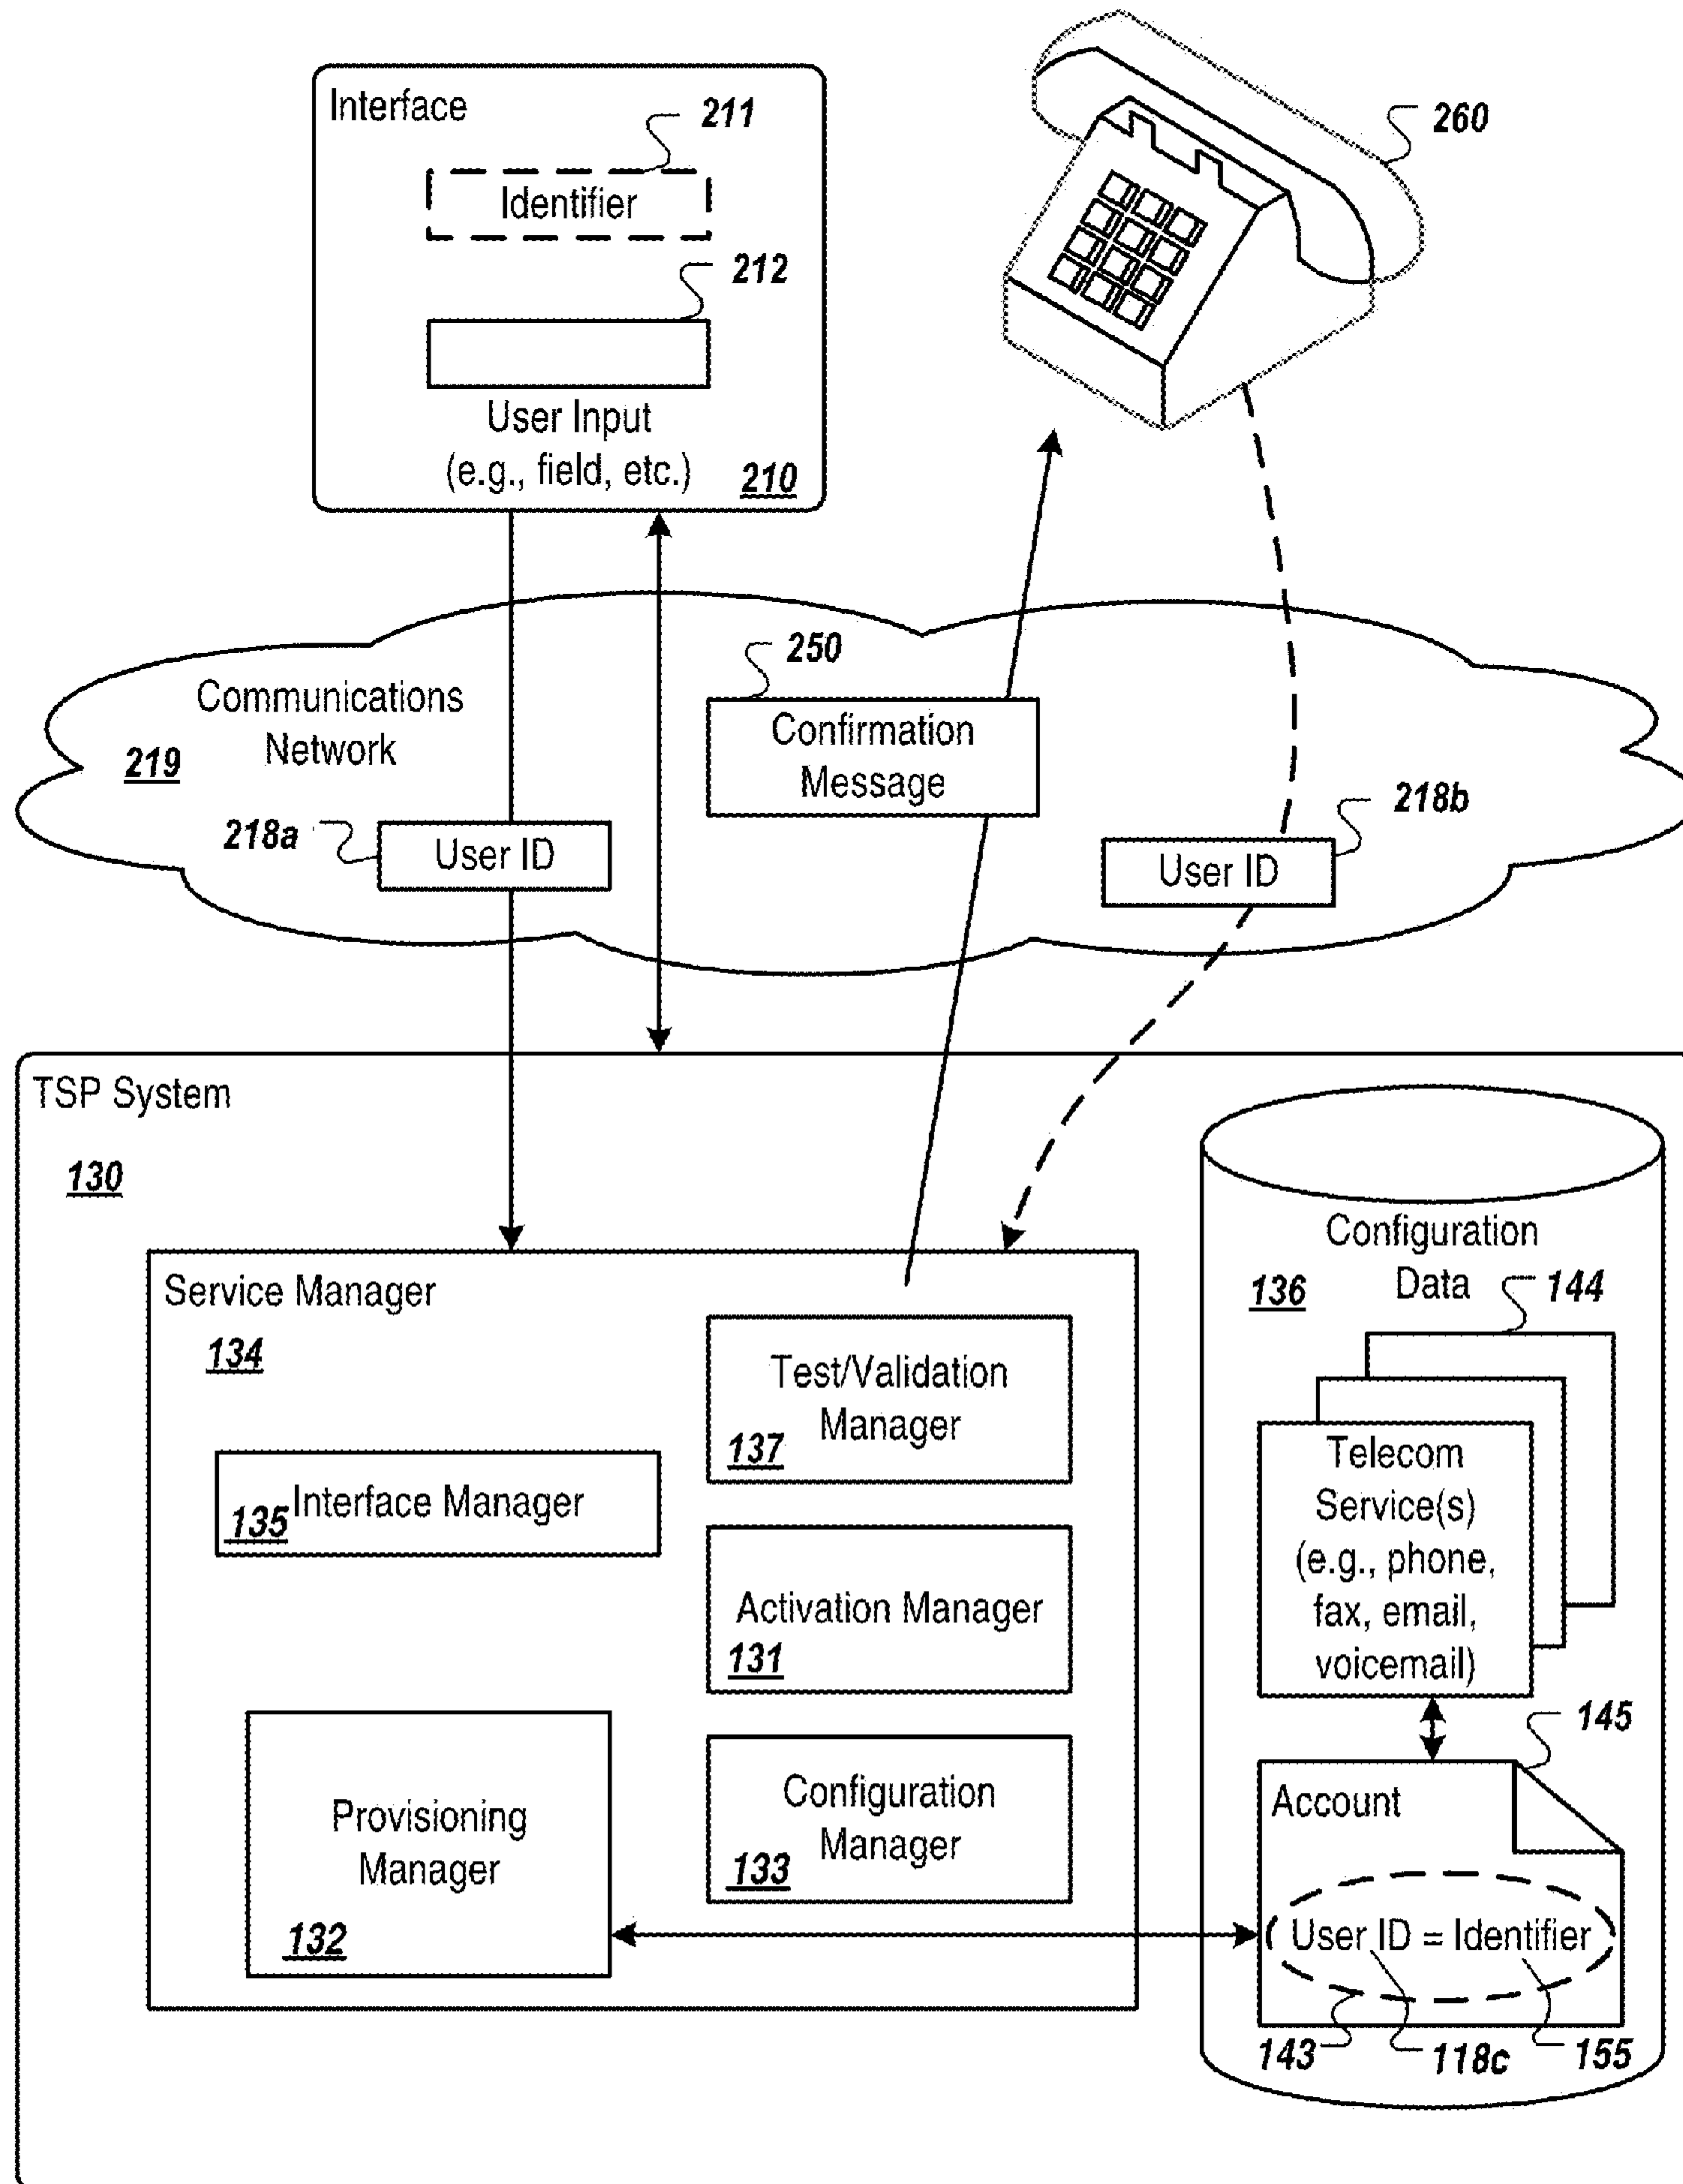 Interface
211
Identifier
212
User Input
(e.g., field, etc.)
210
260
250
Communications
Network
219
Confirmation
Message
218a
User ID
218b
User ID
TSP System
130
Service Manager
134
Test/Validation
Manager
137
Interface Manager
135
Activation Manager
131
Provisioning
Manager
132
Configuration
Manager
133
Configuration
Data
136
144
Telecom
Service(s)
(e.g., phone,
fax, email,
voicemail)
145
Account
User ID = Identifier
143
118c
155